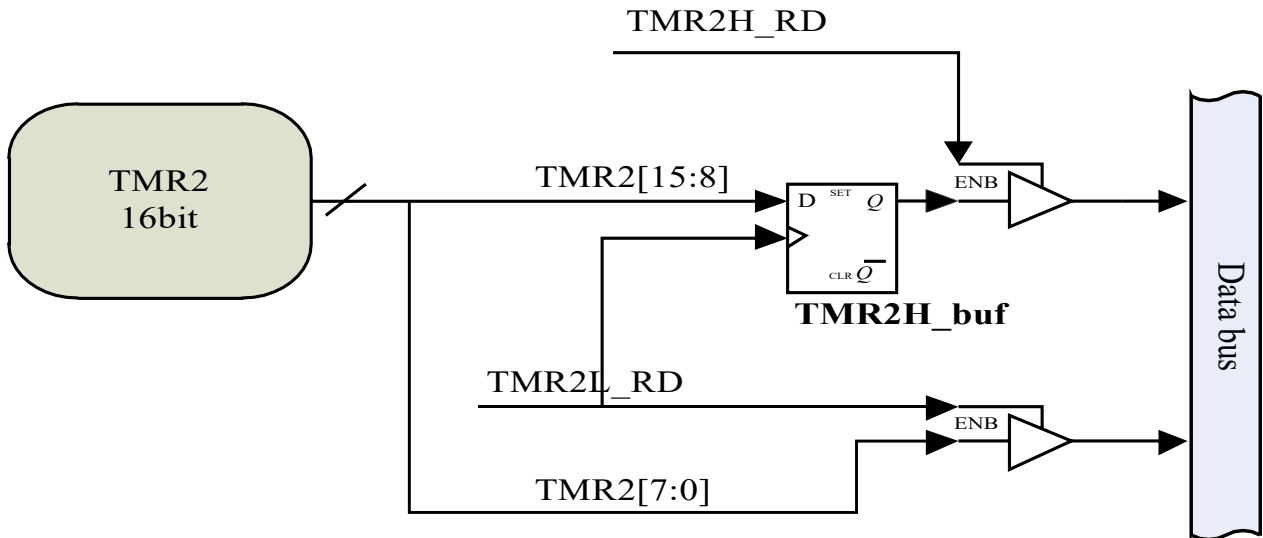 TMR2H_RD
TMR2
16bit
TMR2[15:8]
D SET Q
CLR Q
TMR2H_buf
ENB
TMR2L_RD
ENB
TMR2[7:0]
Data bus